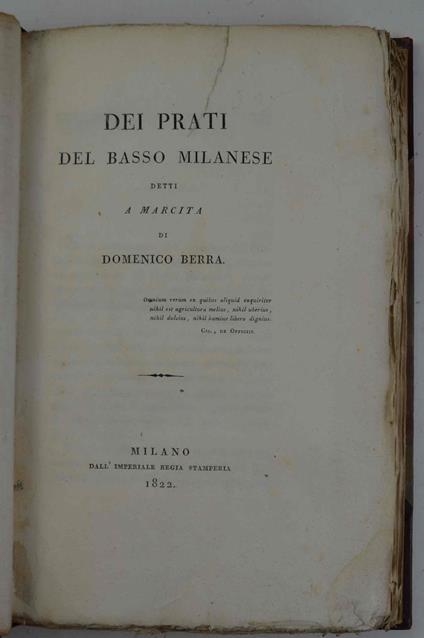 DEI PRATI
DEL BASSO MILANESE
DETTI
A MARCITA
DI
DOMENICO BERRA.
Omnium rerum ex quibus aliquid exquiritur
nihil est agricultura melius, nihil uberius,
nihil dulcius, nihil homine libero dignius.
Cic., DE OFFICIIS.
MILANO
DALL' IMPERIALE REGIA STAMPERIA
1822.